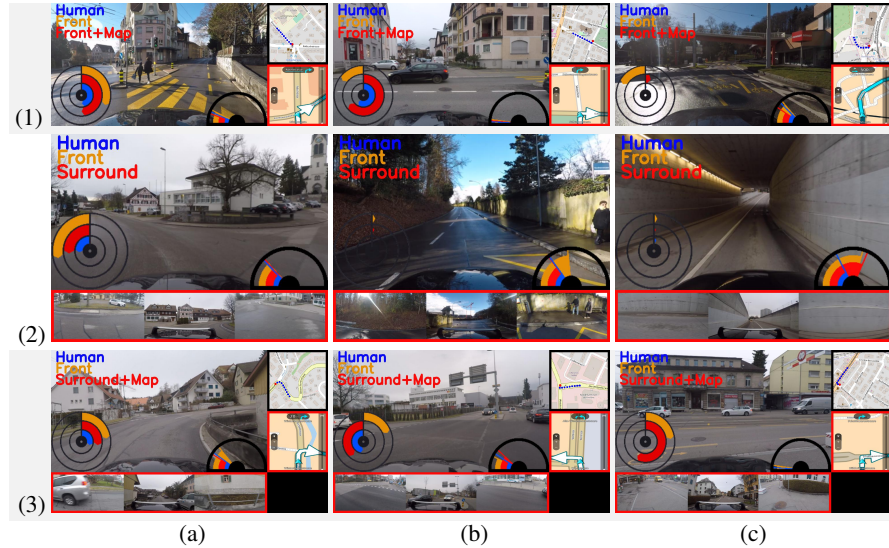 Human
Front
Front+Map
Human
Front
Front+Map
Human
Front
Front+Map
(1)
Human
Front
Surround
Human
Front
Surround
Human
Front
Surround
(2)
Human
Front
Surround+Map
Human
Front
Surround+Map
Human
Front
Surround+Map
(3)
(a)
(b)
(c)